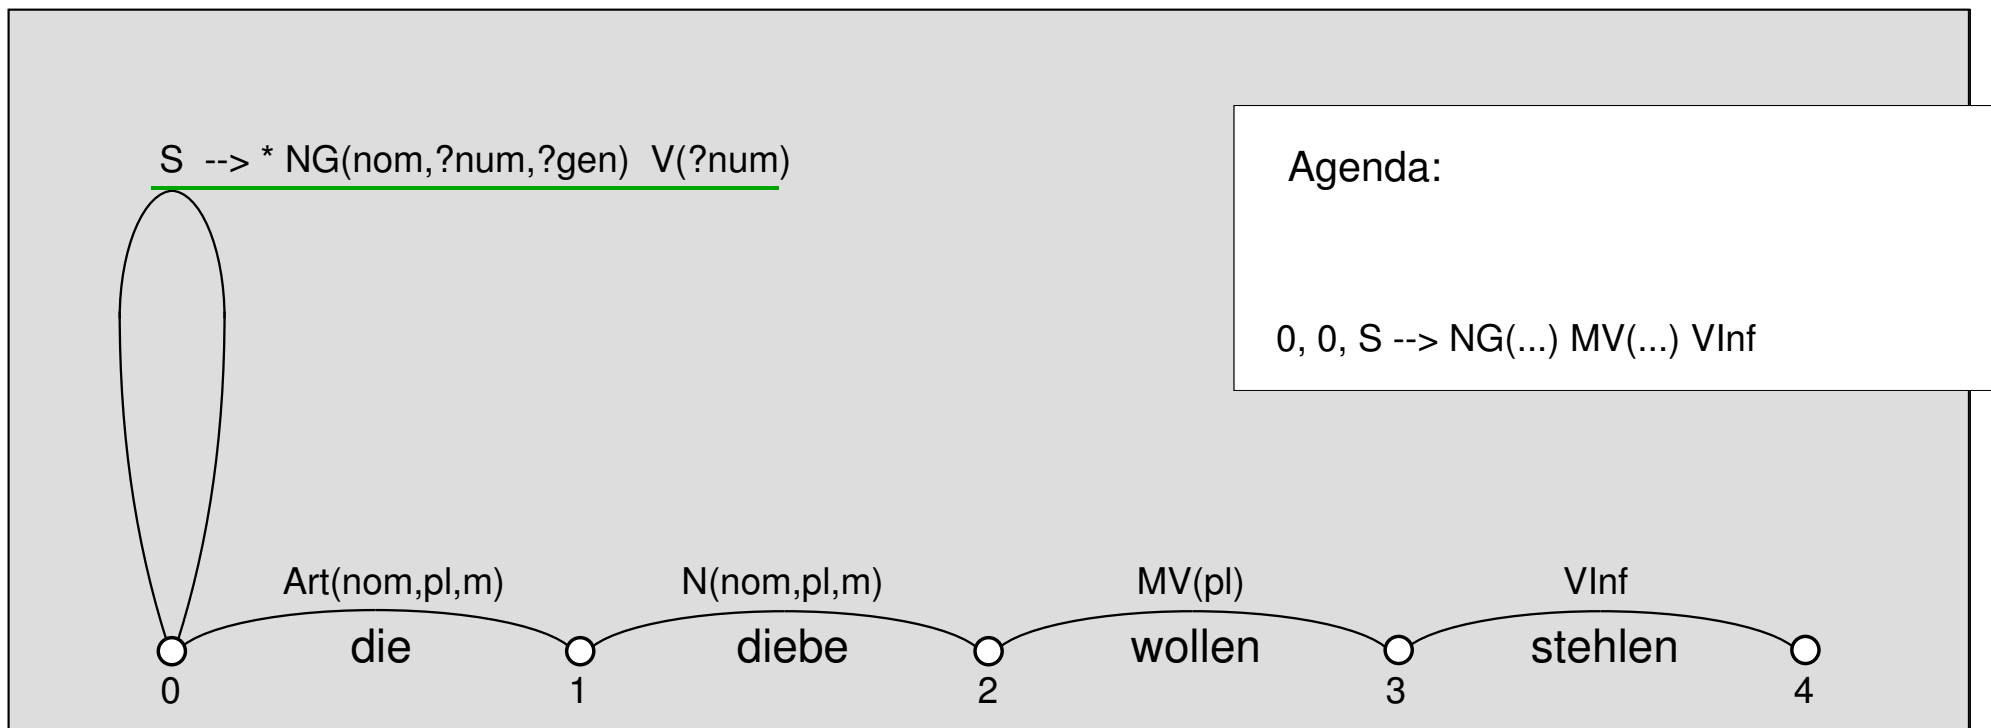 S --> * NG(nom,?num,?gen) V(?num)
Agenda:
0, 0, S --> NG(...) MV(...) VInf
Art(nom,pl,m) N(nom,pl,m) MV(pl) VInf
die diebe wollen stehlen
0 1 2 3 4